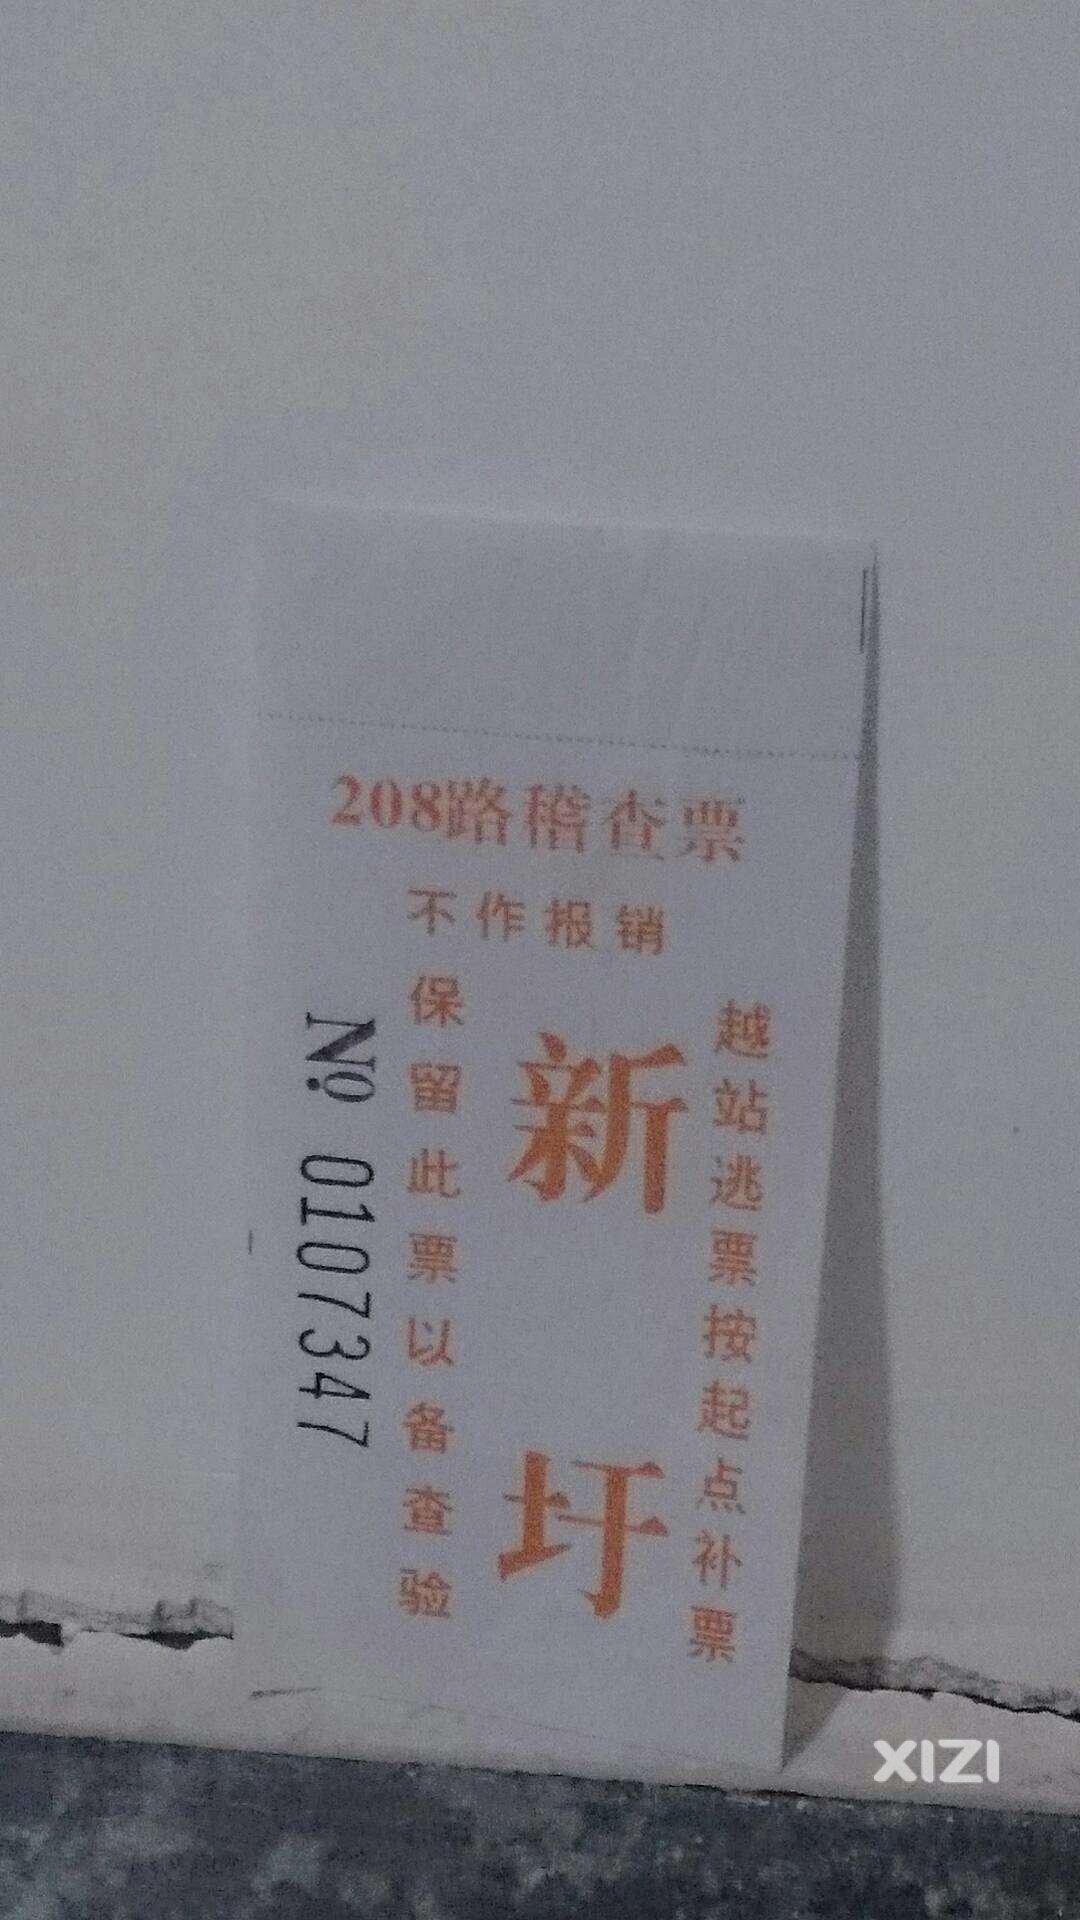 208路稽查票
不作报销
越站逃票按起点补票
新圩
保留此票以备查验
№ 0107347
XIZI